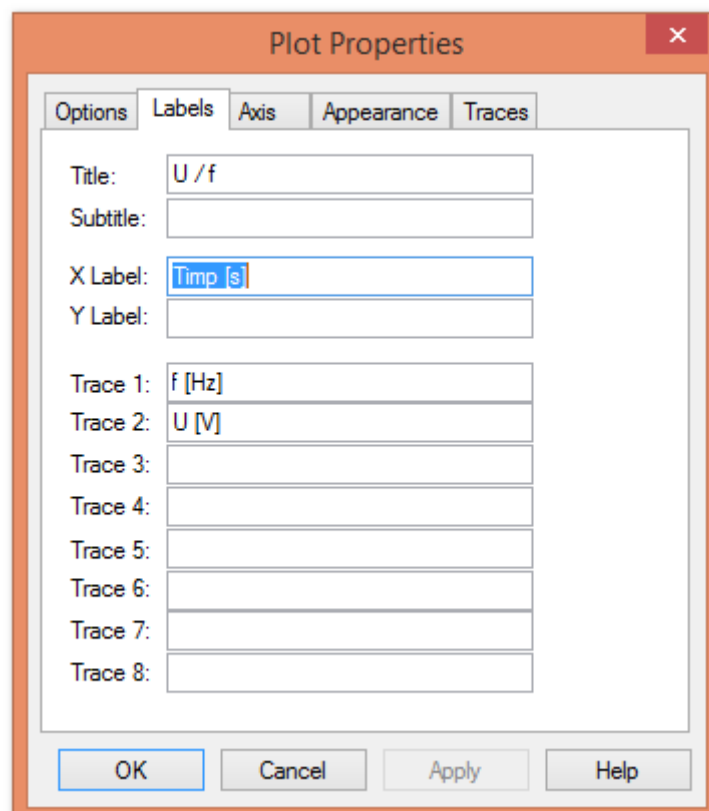 Plot Properties
Options Labels Axis Appearance Traces
Title: U / f
Subtitle:
X Label: Timp [s]
Y Label:
Trace 1: f [Hz]
Trace 2: U [V]
Trace 3:
Trace 4:
Trace 5:
Trace 6:
Trace 7:
Trace 8:
OK Cancel Apply Help